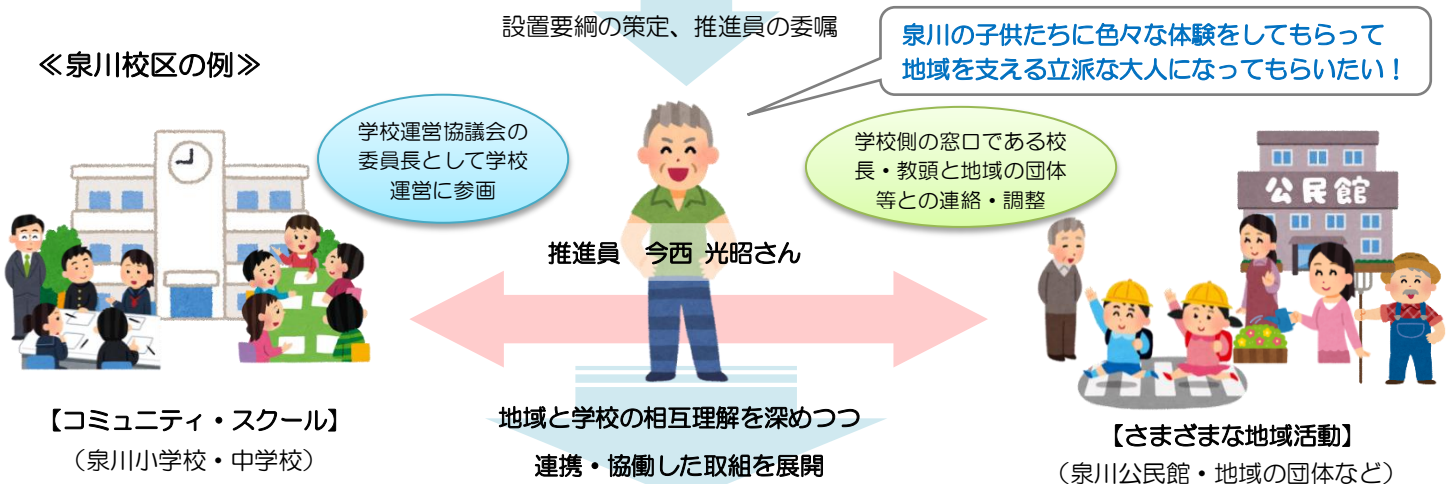 設置要綱の策定、推進員の委嘱
≪泉川校区の例≫
泉川の子供たちに色々な体験をしてもらって
地域を支える立派な大人になってもらいたい！
学校運営協議会の
委員長として学校
運営に参画
学校側の窓口である校
長・教頭と地域の団体
等との連絡・調整
公民館
推進員　今西 光昭さん
【コミュニティ・スクール】
（泉川小学校・中学校）
地域と学校の相互理解を深めつつ
連携・協働した取組を展開
【さまざまな地域活動】
（泉川公民館・地域の団体など）